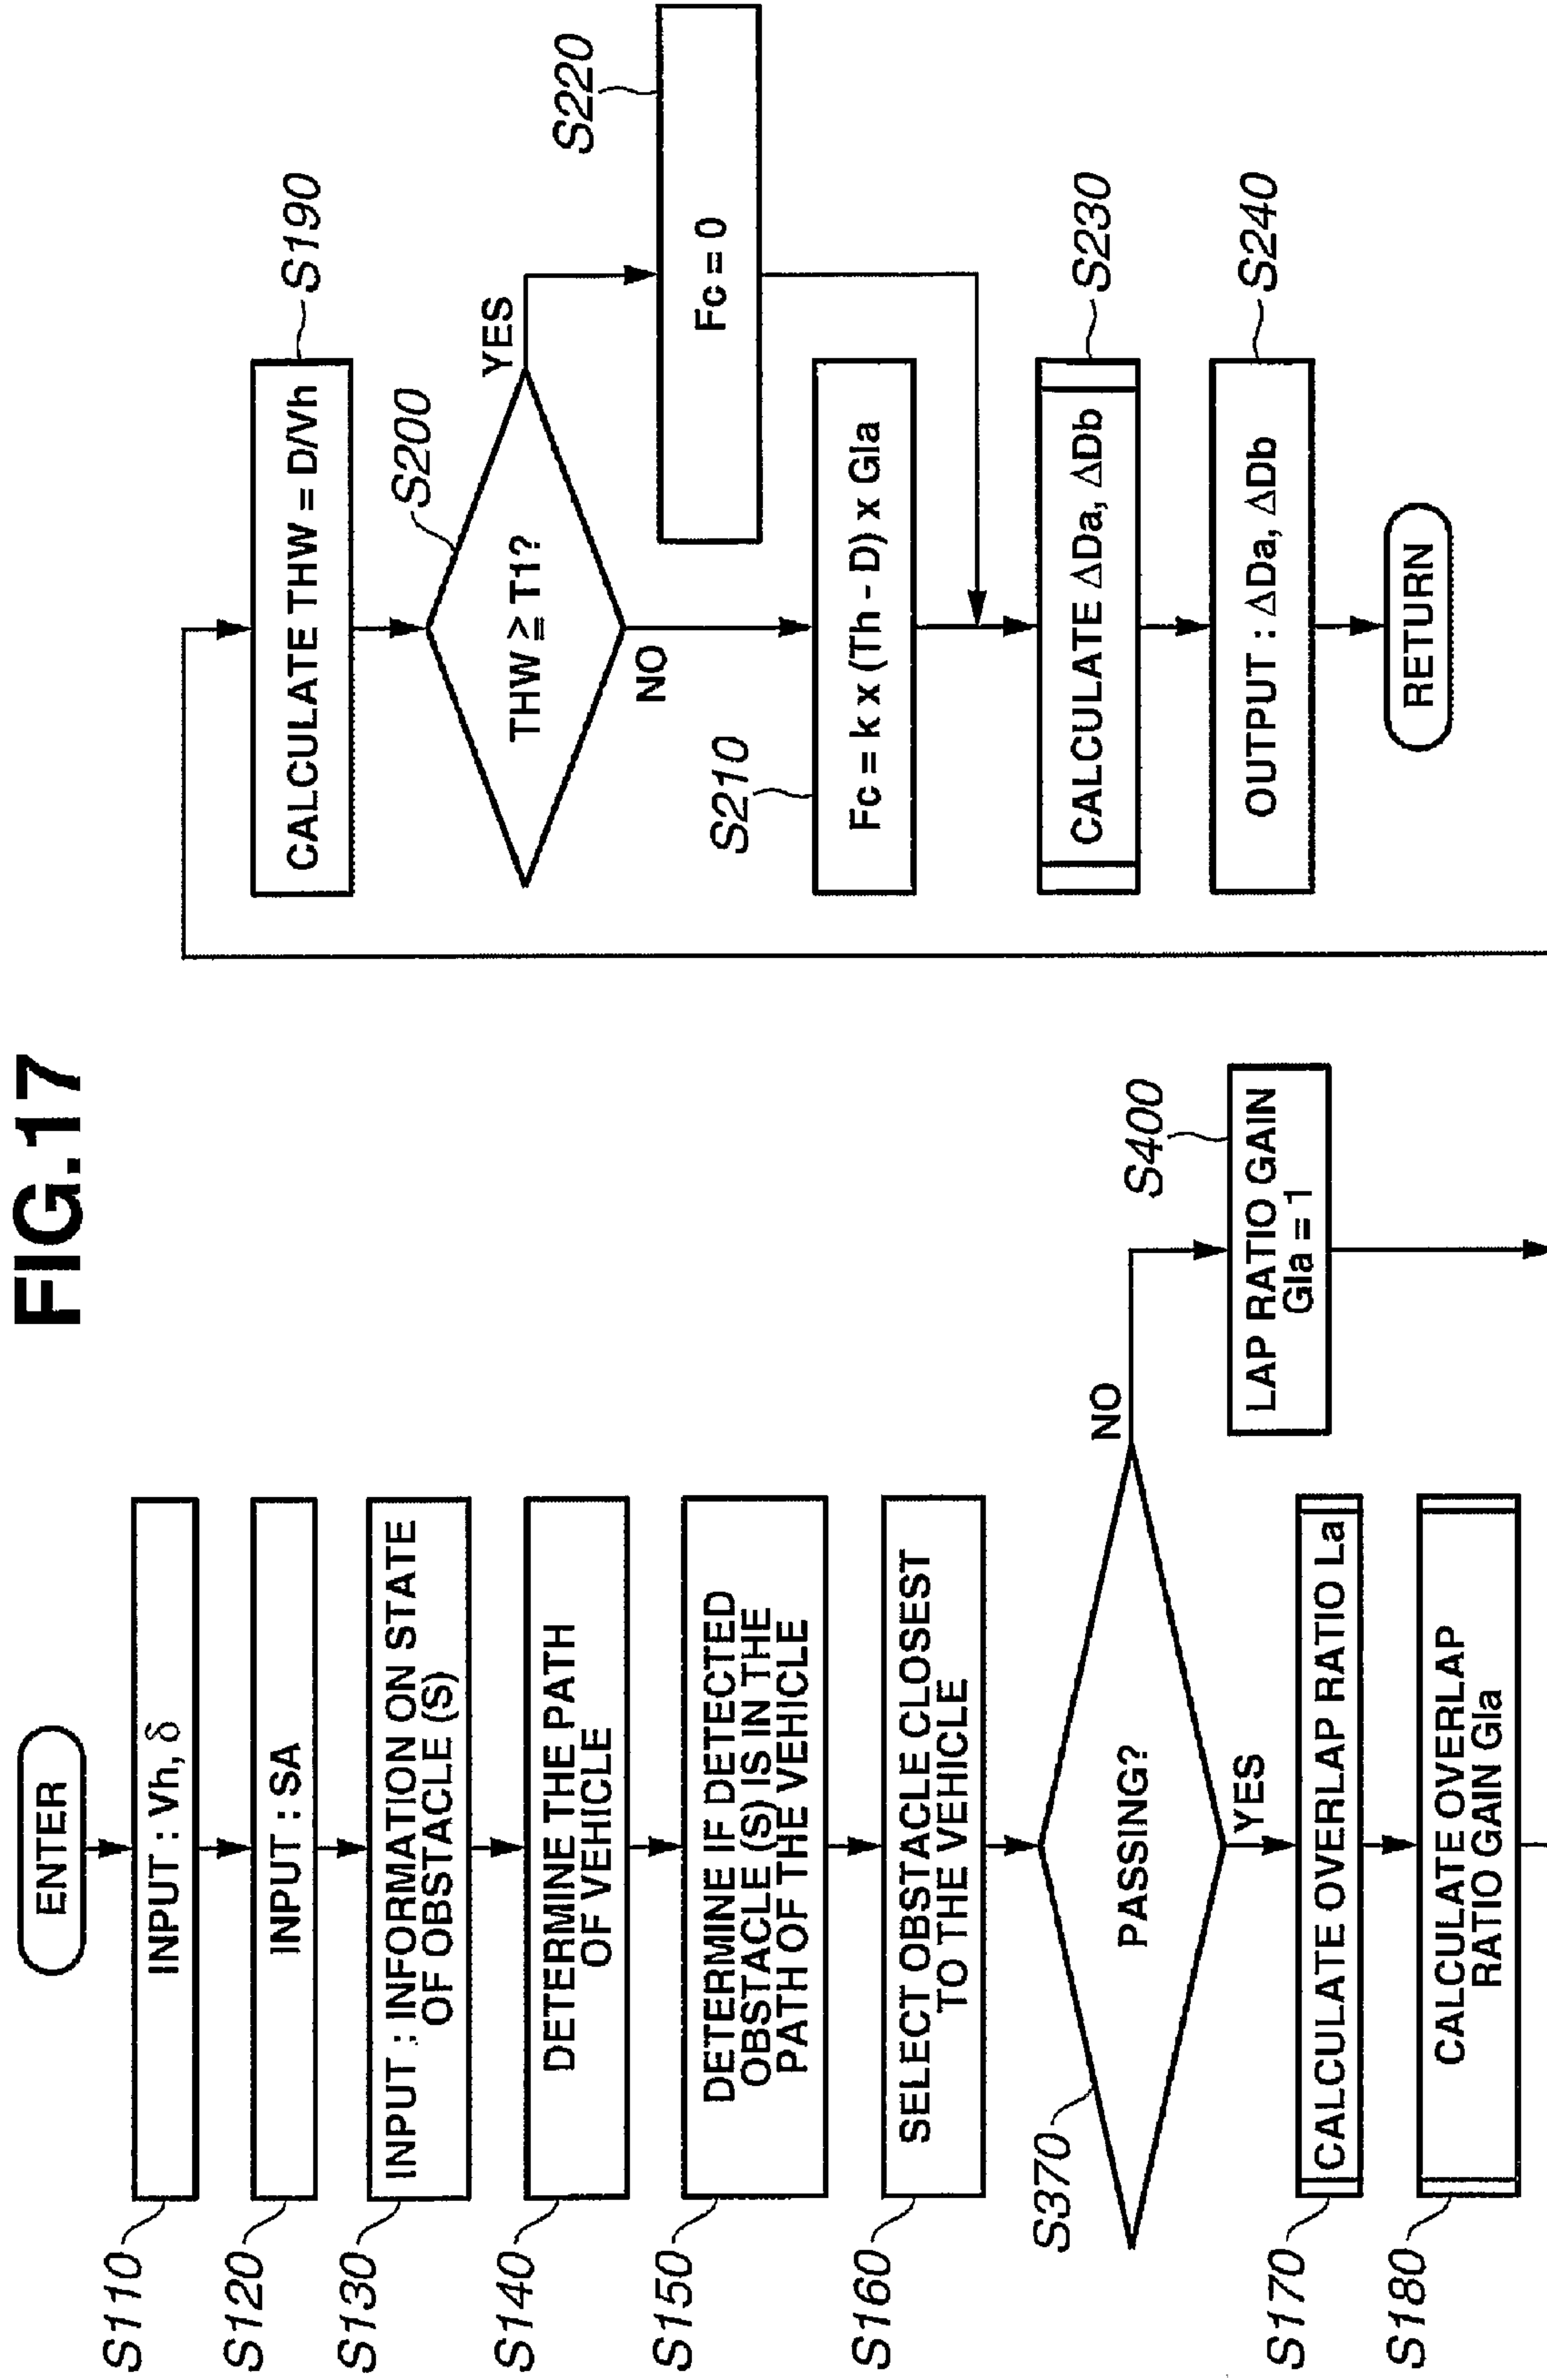 FIG.17
ENTER
S110
INPUT : Vh, δ
S120
INPUT : SA
S130
INPUT : INFORMATION ON STATE
OF OBSTACLE (S)
S140
DETERMINE THE PATH
OF VEHICLE
S150
DETERMINE IF DETECTED
OBSTACLE (S) IS IN THE
PATH OF THE VEHICLE
S160
SELECT OBSTACLE CLOSEST
TO THE VEHICLE
S370
PASSING?
NO
YES
S400
LAP RATIO GAIN
Gla = 1
S170
CALCULATE OVERLAP RATIO La
S180
CALCULATE OVERLAP
RATIO GAIN Gla
S190
CALCULATE THW = D/Vh
S200
THW ≧ T1?
YES
NO
S220
Fc = 0
S210
Fc = k x (Th - D) x Gla
S230
CALCULATE ΔDa, ΔDb
S240
OUTPUT : ΔDa, ΔDb
RETURN